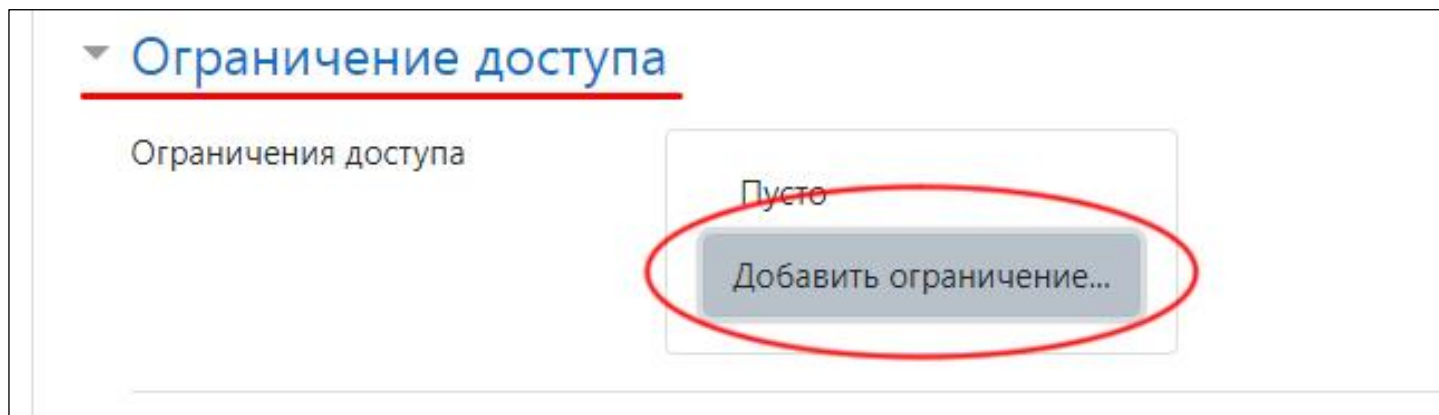 Ограничение доступа
Ограничения доступа
Пусто
Добавить ограничение...